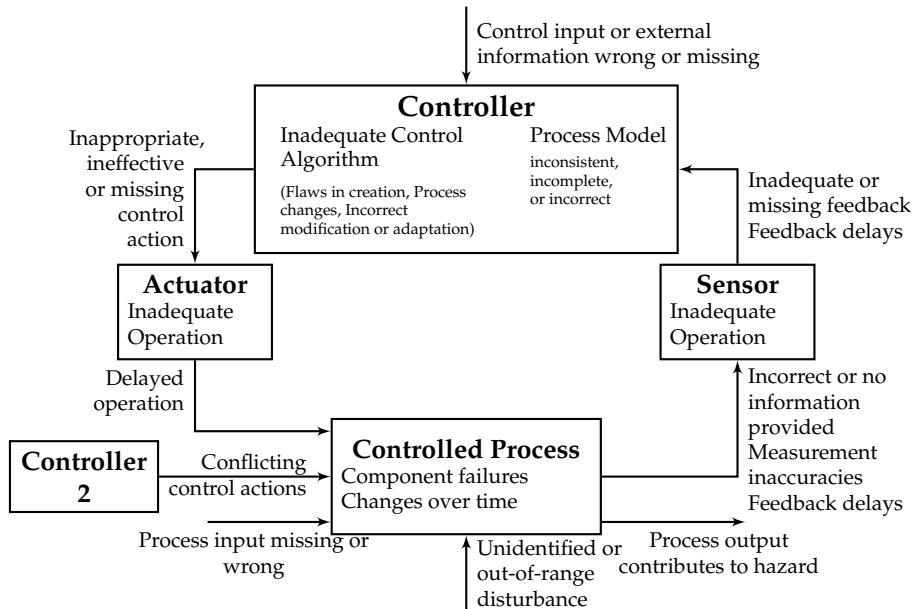 Control input or external
information wrong or missing
Controller
Inadequate Control
Algorithm
(Flaws in creation, Process
changes, Incorrect
modification or adaptation)
Process Model
inconsistent,
incomplete,
or incorrect
Inappropriate,
ineffective
or missing
control
action
Inadequate or
missing feedback
Feedback delays
Actuator
Inadequate
Operation
Sensor
Inadequate
Operation
Delayed
operation
Incorrect or no
information
provided
Measurement
inaccuracies
Feedback delays
Controller
2
Conflicting
control actions
Controlled Process
Component failures
Changes over time
Process input missing or
wrong
Unidentified or
out-of-range
disturbance
Process output
contributes to hazard